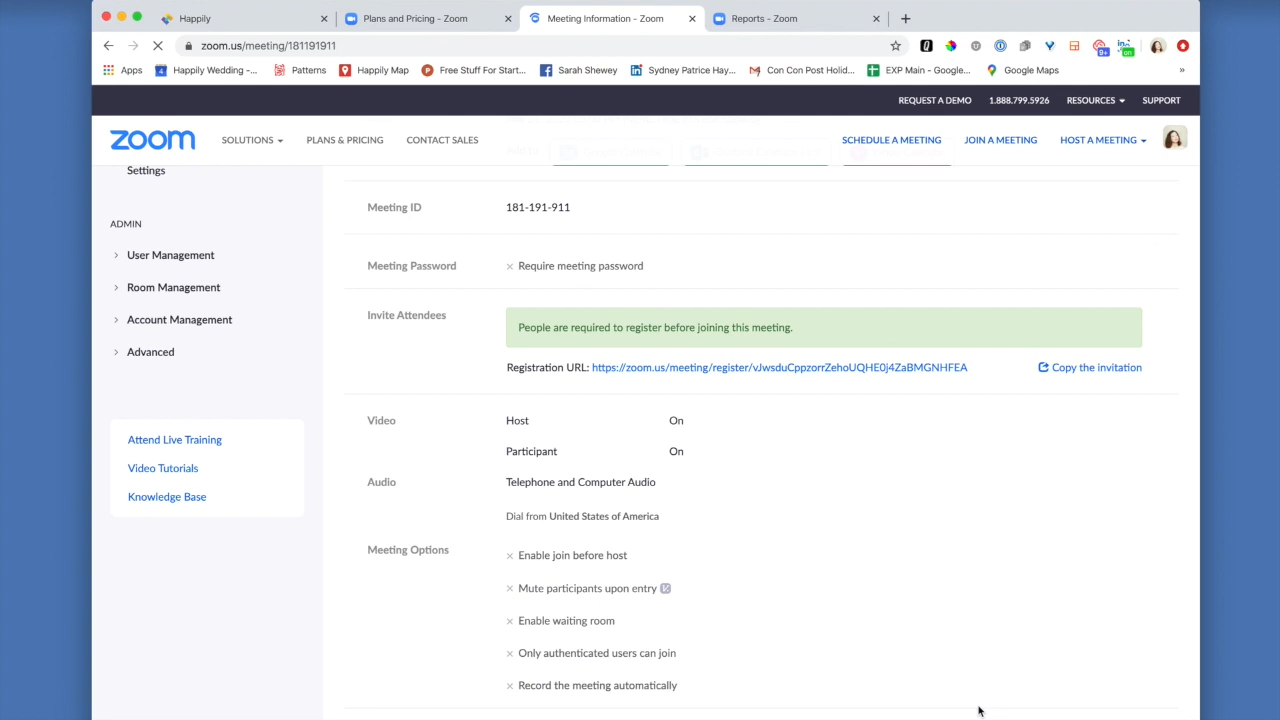 Happily
Plans and Pricing - Zoom
Meeting Information - Zoom
Reports - Zoom
zoom.us/meeting/181191911
9+
on
Apps
Happily Wedding -...
Patterns
Happily Map
Free Stuff For Start...
Sarah Shewey
Sydney Patrice Hay...
Con Con Post Holid...
EXP Main - Google...
Google Maps
»
REQUEST A DEMO
1.888.799.5926
RESOURCES
SUPPORT
zoom
SOLUTIONS
PLANS & PRICING
CONTACT SALES
SCHEDULE A MEETING
JOIN A MEETING
HOST A MEETING
Settings
ADMIN
User Management
Room Management
Account Management
Advanced
Attend Live Training
Video Tutorials
Knowledge Base
Meeting ID
181-191-911
Meeting Password
× Require meeting password
Invite Attendees
People are required to register before joining this meeting.
Registration URL: https://zoom.us/meeting/register/vJwsduCppzorrZehoUQHE0j4ZaBMGNHFEA
Copy the invitation
Video
Host On
Participant On
Audio
Telephone and Computer Audio
Dial from United States of America
Meeting Options
× Enable join before host
× Mute participants upon entry
× Enable waiting room
× Only authenticated users can join
× Record the meeting automatically